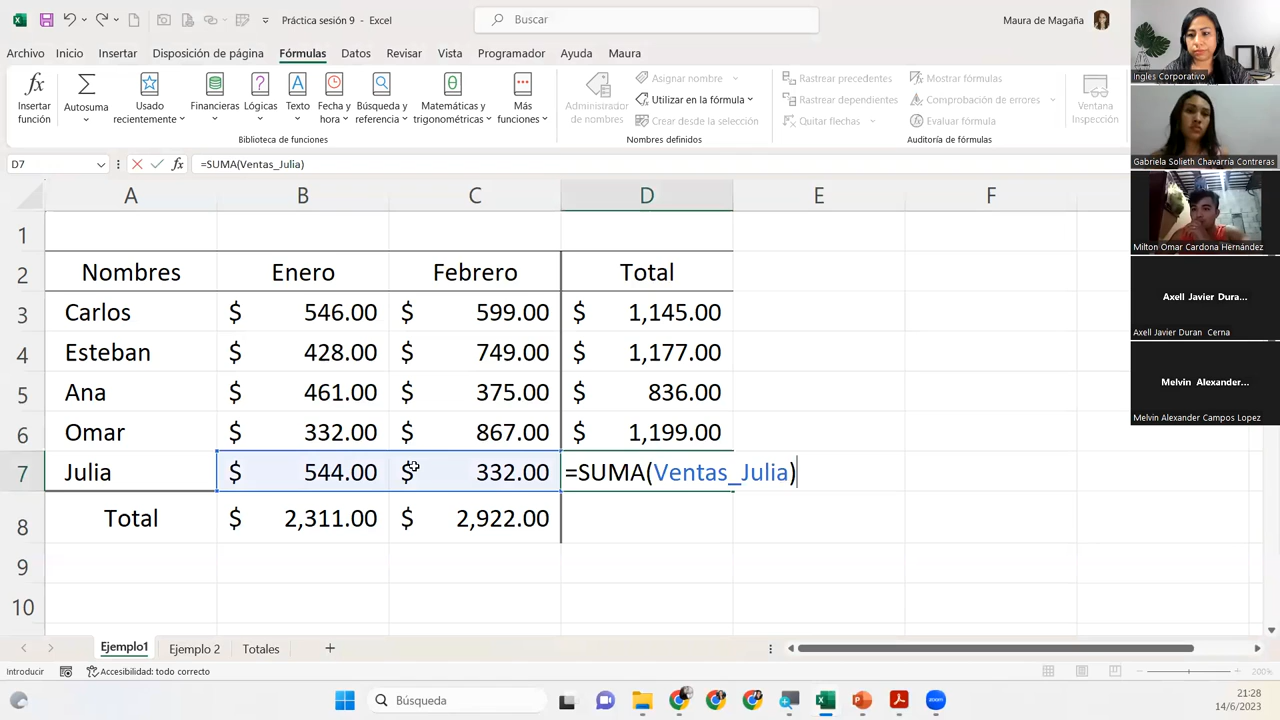 Práctica sesión 9 - Excel
Buscar
Maura de Magaña
Archivo Inicio Insertar Disposición de página Fórmulas Datos Revisar Vista Programador Ayuda Maura
Insertar función
Autosuma
Usado recientemente
Financieras
Lógicas
Texto
Fecha y hora
Búsqueda y referencia
Matemáticas y trigonométricas
Más funciones
Biblioteca de funciones
Administrador de nombres
Asignar nombre
Utilizar en la fórmula
Crear desde la selección
Nombres definidos
Rastrear precedentes
Rastrear dependientes
Quitar flechas
Mostrar fórmulas
Comprobación de errores
Evaluar fórmula
Auditoría de fórmulas
Ventana Inspección
D7 fx =SUMA(Ventas_Julia)
A B C D E F
1
2 Nombres Enero Febrero Total
3 Carlos $ 546.00 $ 599.00 $ 1,145.00
4 Esteban $ 428.00 $ 749.00 $ 1,177.00
5 Ana $ 461.00 $ 375.00 $ 836.00
6 Omar $ 332.00 $ 867.00 $ 1,199.00
7 Julia $ 544.00 $ 332.00 =SUMA(Ventas_Julia)
8 Total $ 2,311.00 $ 2,922.00
9
10
Ejemplo1 Ejemplo 2 Totales
Introducir Accesibilidad: todo correcto 200%
Búsqueda
21:28
14/6/2023
Ingles Corporativo
Gabriela Solieth Chavarría Contreras
Milton Omar Cardona Hernández
Axell Javier Dura...
Axell Javier Duran Cerna
Melvin Alexander...
Melvin Alexander Campos Lopez